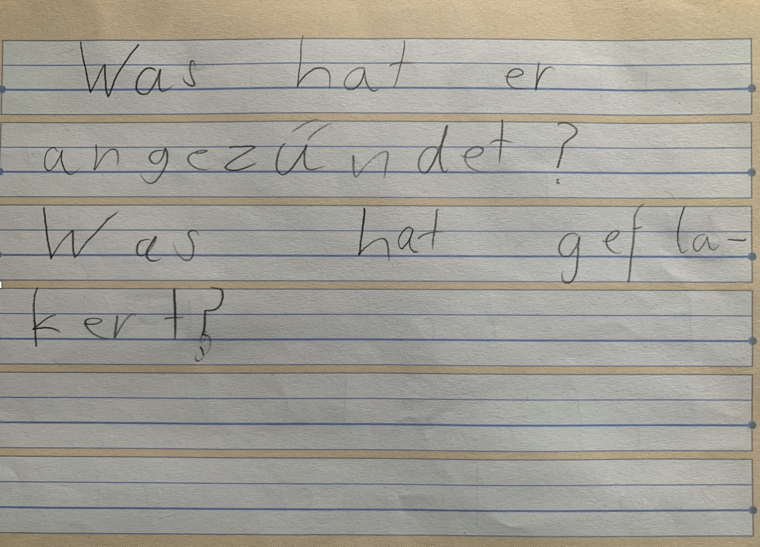 Was hat er
angezündet?
Was hat gefla-
kert?